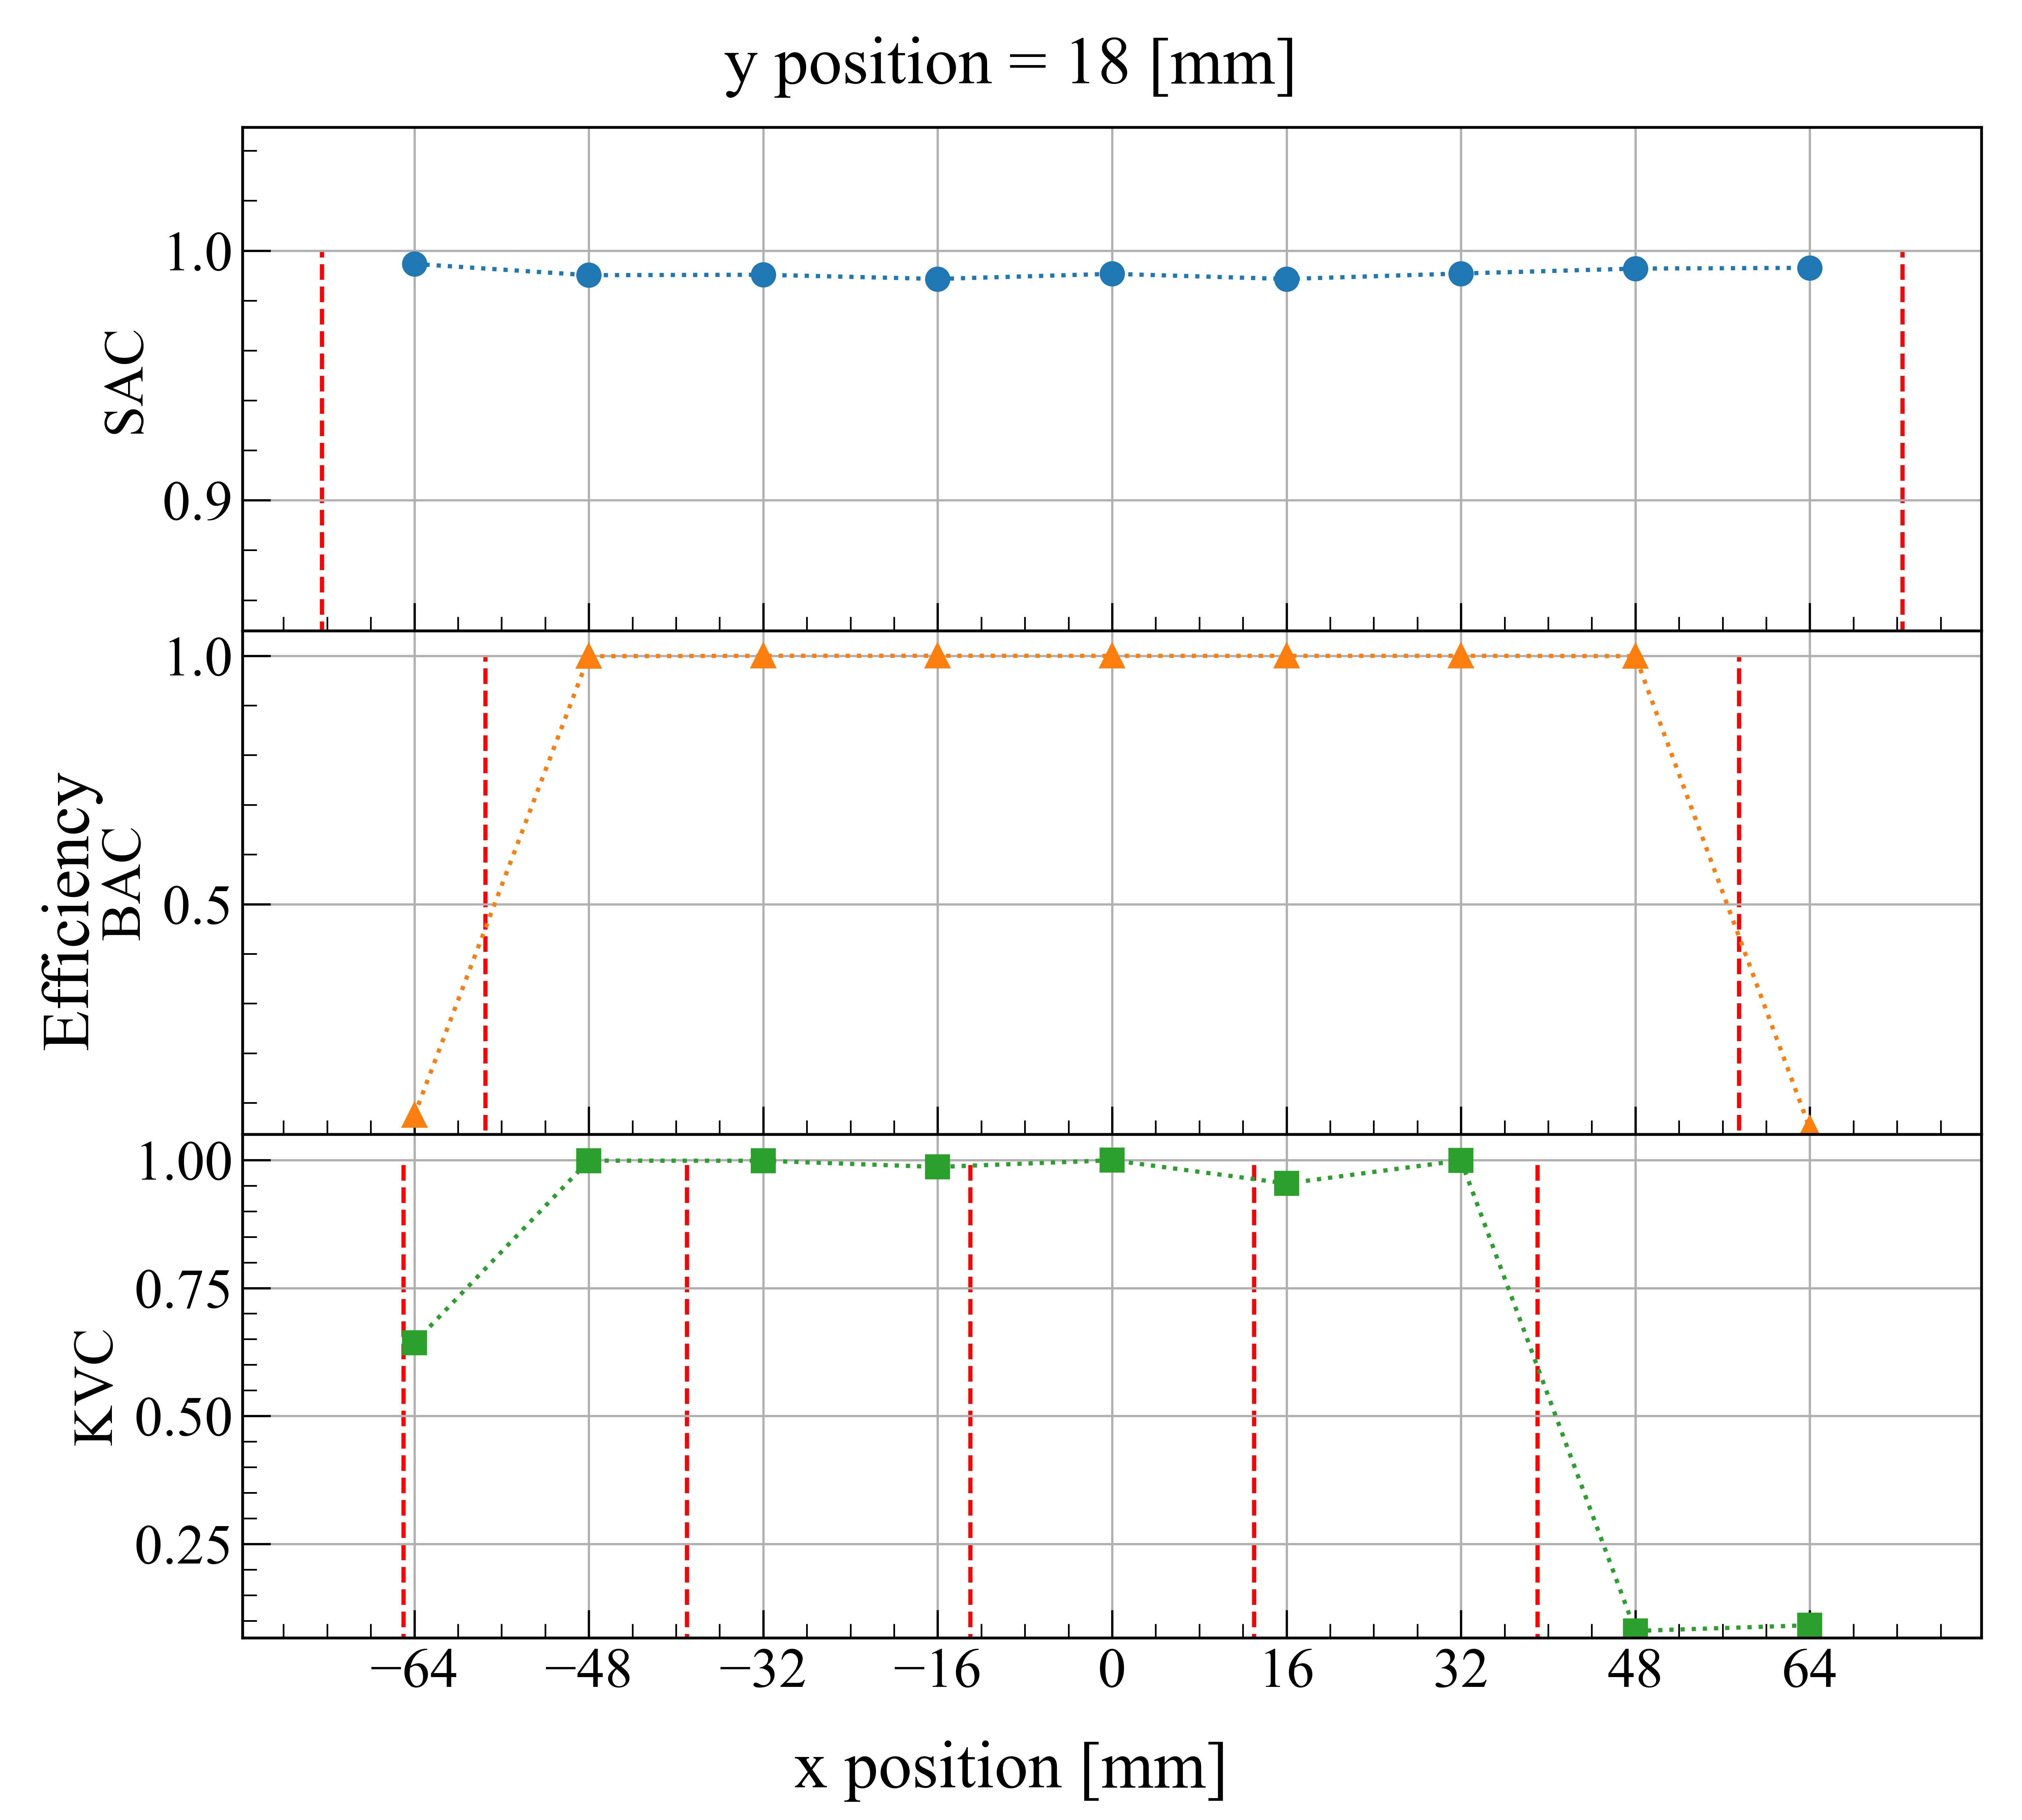 y position = 18 [mm]
SAC
1.0
0.9
Efficiency
BAC
1.0
0.5
KVC
1.00
0.75
0.50
0.25
−64 −48 −32 −16 0 16 32 48 64
x position [mm]